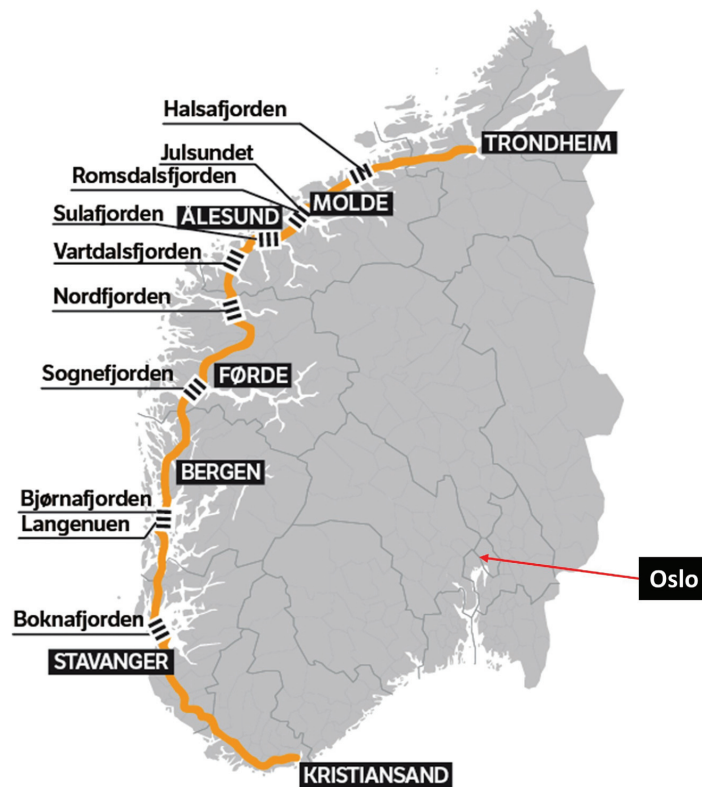 Halsafjorden
TRONDHEIM
Julsundet
Romsdalsfjorden
MOLDE
Sulafjorden
ÅLESUND
Vartdalsfjorden
Nordfjorden
Sognefjorden
FØRDE
BERGEN
Bjørnafjorden
Langenuen
Oslo
Boknafjorden
STAVANGER
KRISTIANSAND